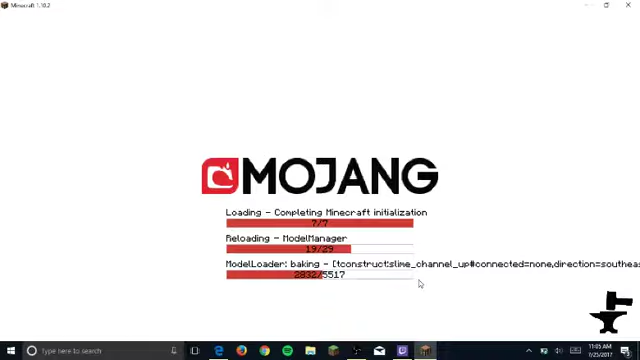 Minecraft 1.10.2
MOJANG
Loading - Completing Minecraft initialization
7/7
Reloading - ModelManager
19/29
ModelLoader: baking - [tconstruct:slime_channel_up#connected=none,direction=southeas
2832/5517
Type here to search
11:05 AM
7/25/2017